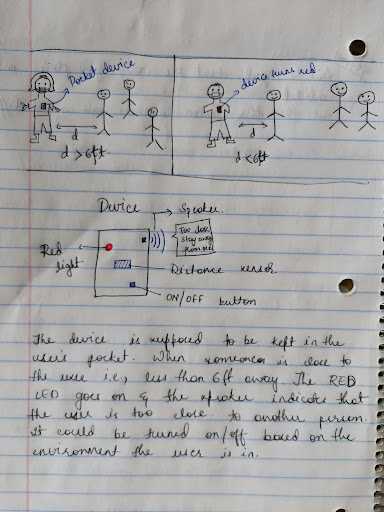 Pocket device
device turns red.
d
d > 6ft
d
d < 6ft
Device
Speaker.
Too close
stay away
from me
Red
light
Distance sensor
ON/OFF button
The device is supposed to be kept in the
user's pocket. When someone is close to
the user i.e., less than 6ft away. The RED
LED goes on & the speaker indicates that
the user is too close to another person.
It could be turned on/off based on the
environment the user is in.